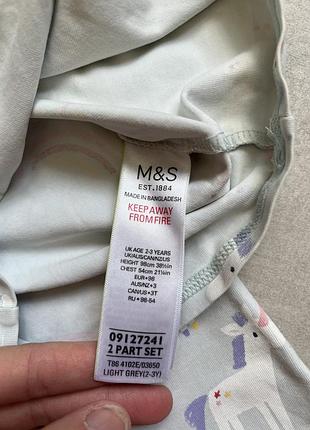 M&S
EST. 1884
MADE IN BANGLADESH
KEEP AWAY
FROM FIRE
UK AGE 2-3 YEARS
UK/AUS/CAN/NZ/US
HEIGHT 98cm 38½in
CHEST 54cm 21¼in
EUR•98
AUS/NZ•3
CAN/US•3T
RU•98-54
09127241
2 PART SET
T86 4102E/03650
LIGHT GREY(2-3Y)